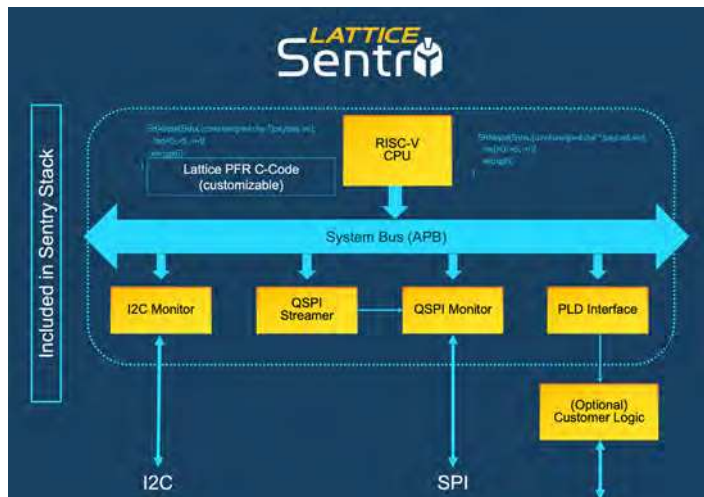 LATTICE
Sentry
Included in Sentry Stack
RISC-V
CPU
Lattice PFR C-Code
(customizable)
System Bus (APB)
I2C Monitor
QSPI
Streamer
QSPI Monitor
PLD Interface
(Optional)
Customer Logic
I2C
SPI